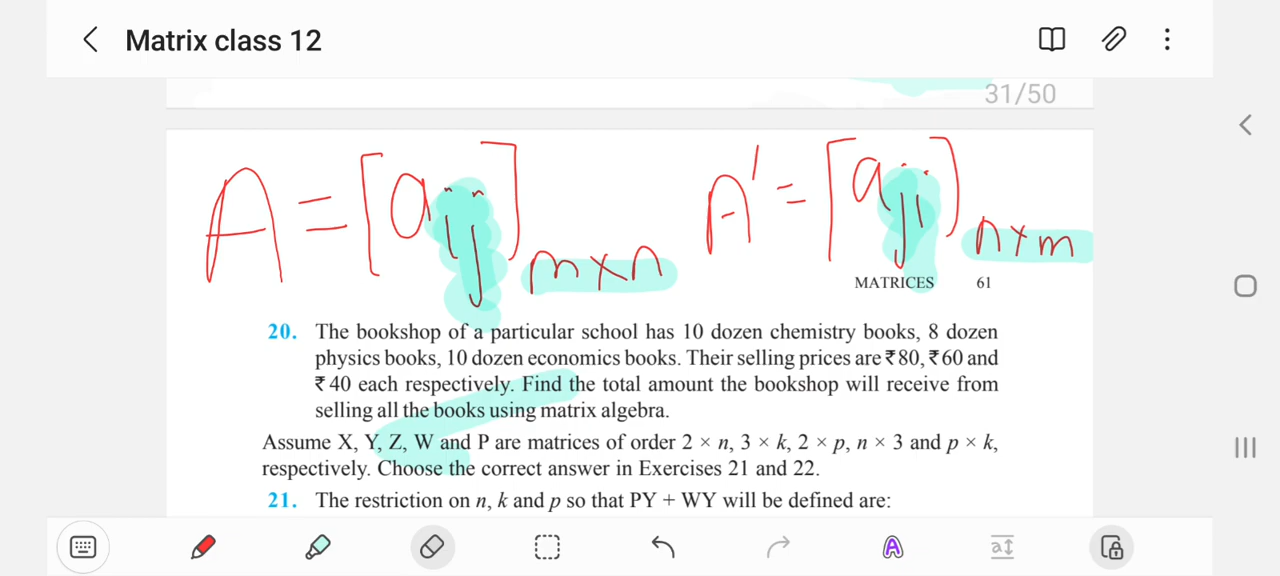 Matrix class 12
31/50
A = [aij] m×n A' = [aji] n×m
MATRICES 61
20. The bookshop of a particular school has 10 dozen chemistry books, 8 dozen
physics books, 10 dozen economics books. Their selling prices are ₹80, ₹60 and
₹40 each respectively. Find the total amount the bookshop will receive from
selling all the books using matrix algebra.
Assume X, Y, Z, W and P are matrices of order 2 × n, 3 × k, 2 × p, n × 3 and p × k,
respectively. Choose the correct answer in Exercises 21 and 22.
21. The restriction on n, k and p so that PY + WY will be defined are: